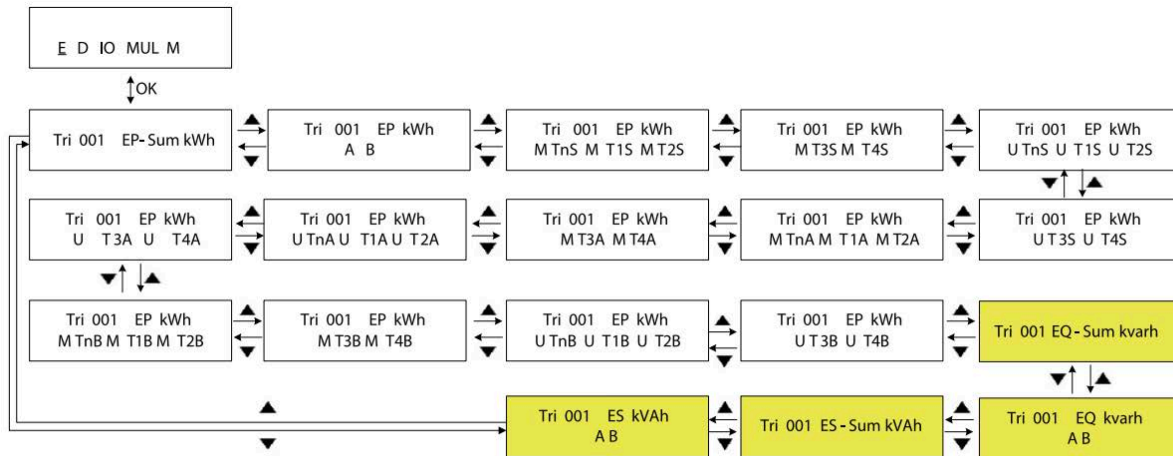 E D IO MUL M
OK
Tri 001 EP-Sum kWh
Tri 001 EP kWh
A B
Tri 001 EP kWh
M TnS M T1S M T2S
Tri 001 EP kWh
M T3S M T4S
Tri 001 EP kWh
U TnS U T1S U T2S
Tri 001 EP kWh
U T3A U T4A
Tri 001 EP kWh
U TnA U T1A U T2A
Tri 001 EP kWh
M T3A M T4A
Tri 001 EP kWh
M TnA M T1A M T2A
Tri 001 EP kWh
U T3S U T4S
Tri 001 EP kWh
M TnB M T1B M T2B
Tri 001 EP kWh
M T3B M T4B
Tri 001 EP kWh
U TnB U T1B U T2B
Tri 001 EP kWh
U T3B U T4B
Tri 001 EQ-Sum kvarh
Tri 001 ES kVAh
A B
Tri 001 ES-Sum kVAh
Tri 001 EQ kvarh
A B